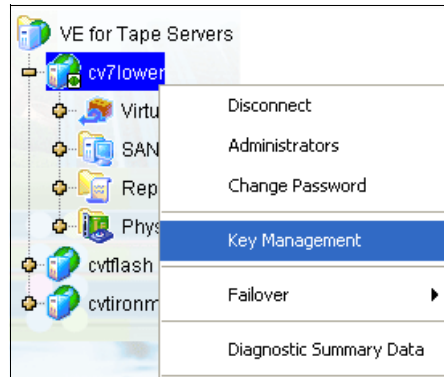 VE for Tape Servers
cv7lower
Virtu
SAN
Rep
Phys
cvtflash
cvtironm
Disconnect
Administrators
Change Password
Key Management
Failover
Diagnostic Summary Data